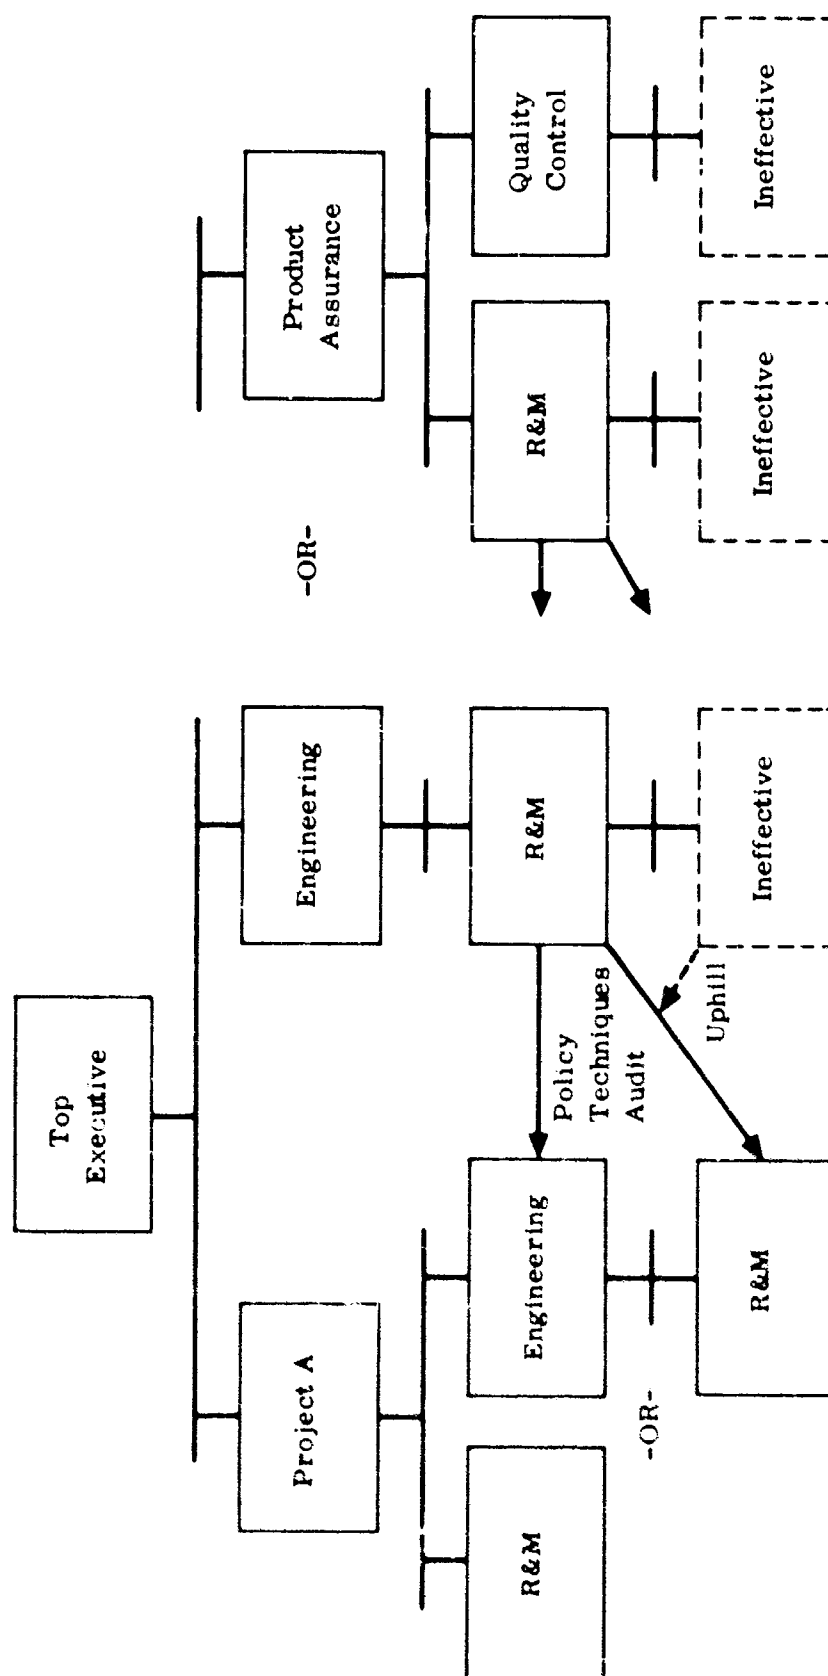 Top
Executive
Project A
Engineering
-OR-
Product
Assurance
R&M
Engineering
R&M
R&M
Quality
Control
Policy
Techniques
Audit
-OR-
Uphill
R&M
Ineffective
Ineffective
Ineffective